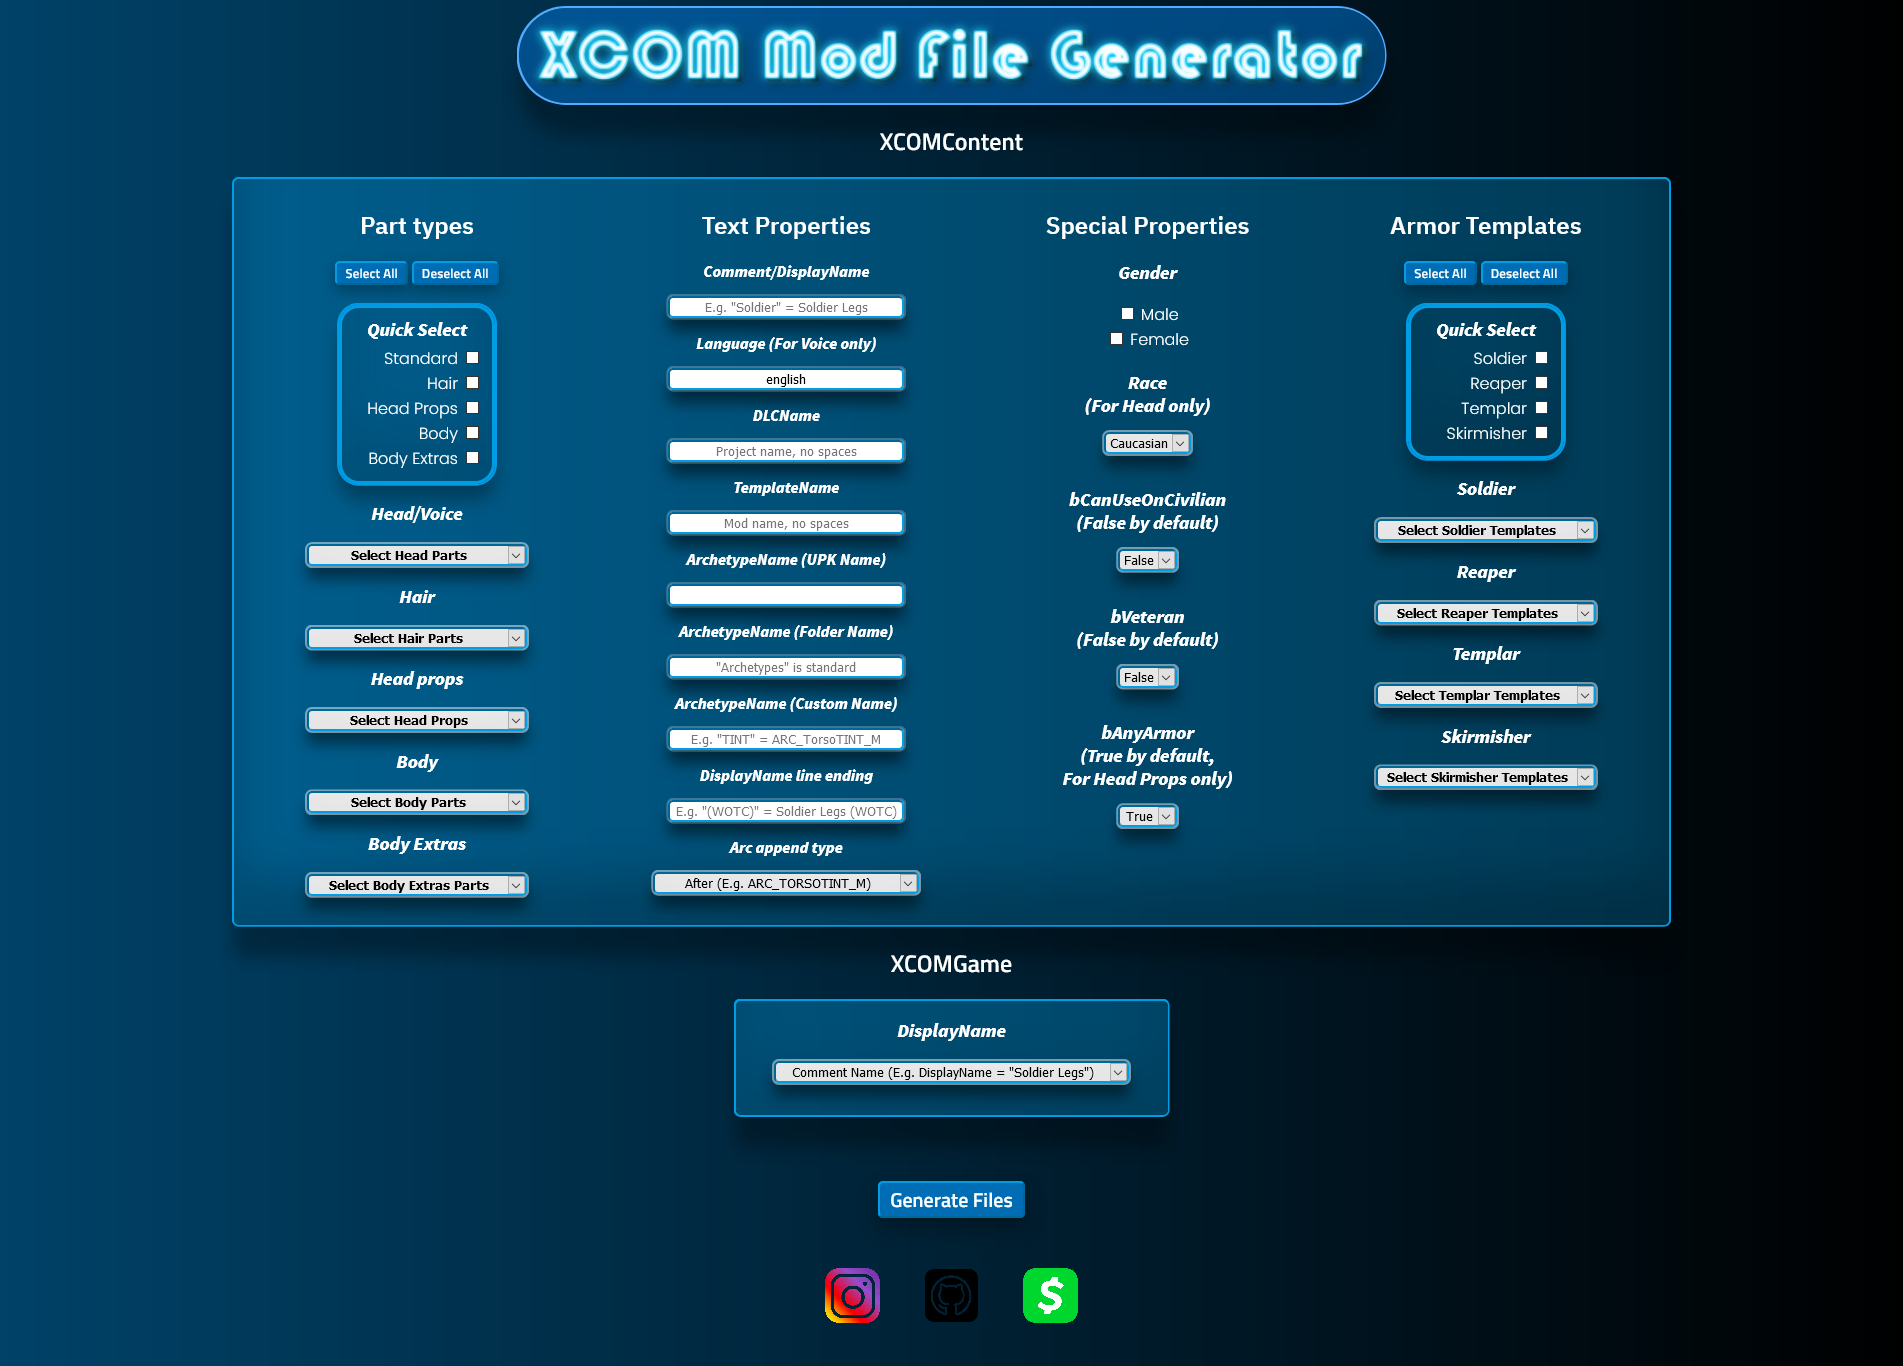 XCOM Mod File Generator
XCOMContent
Part types
Select All
Deselect All
Quick Select
Standard
Hair
Head Props
Body
Body Extras
Head/Voice
Select Head Parts
Hair
Select Hair Parts
Head props
Select Head Props
Body
Select Body Parts
Body Extras
Select Body Extras Parts
Text Properties
Comment/DisplayName
E.g. "Soldier" = Soldier Legs
Language (For Voice only)
english
DLCName
Project name, no spaces
TemplateName
Mod name, no spaces
ArchetypeName (UPK Name)
ArchetypeName (Folder Name)
"Archetypes" is standard
ArchetypeName (Custom Name)
E.g. "TINT" = ARC_TorsoTINT_M
DisplayName line ending
E.g. "(WOTC)" = Soldier Legs (WOTC)
Arc append type
After (E.g. ARC_TORSOTINT_M)
Special Properties
Gender
Male
Female
Race
(For Head only)
Caucasian
bCanUseOnCivilian
(False by default)
False
bVeteran
(False by default)
False
bAnyArmor
(True by default,
For Head Props only)
True
Armor Templates
Select All
Deselect All
Quick Select
Soldier
Reaper
Templar
Skirmisher
Soldier
Select Soldier Templates
Reaper
Select Reaper Templates
Templar
Select Templar Templates
Skirmisher
Select Skirmisher Templates
XCOMGame
DisplayName
Comment Name (E.g. DisplayName = "Soldier Legs")
Generate Files